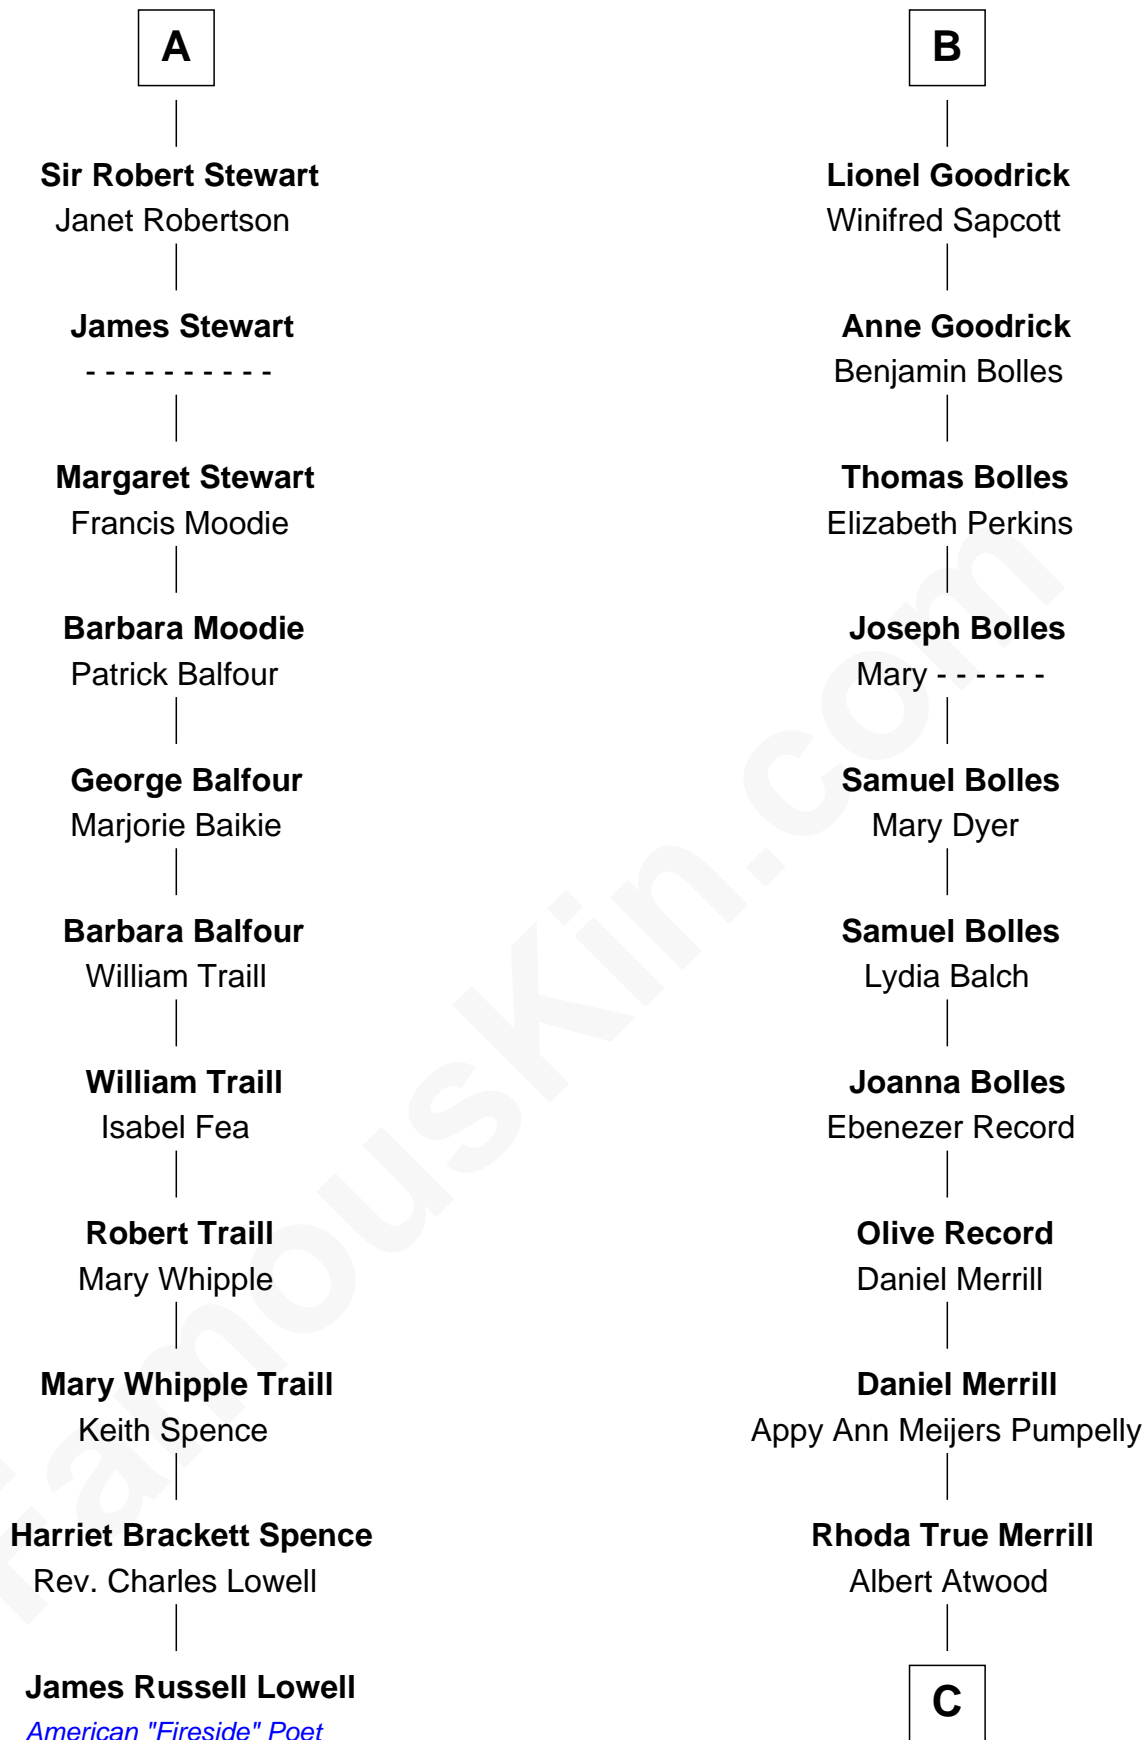 A
Sir Robert Stewart
Janet Robertson
James Stewart
- - - - - - - - - -
Margaret Stewart
Francis Moodie
Barbara Moodie
Patrick Balfour
George Balfour
Marjorie Baikie
Barbara Balfour
William Traill
William Traill
Isabel Fea
Robert Traill
Mary Whipple
Mary Whipple Traill
Keith Spence
Harriet Brackett Spence
Rev. Charles Lowell
James Russell Lowell
American "Fireside" Poet
B
Lionel Goodrick
Winifred Sapcott
Anne Goodrick
Benjamin Bolles
Thomas Bolles
Elizabeth Perkins
Joseph Bolles
Mary - - - - - -
Samuel Bolles
Mary Dyer
Samuel Bolles
Lydia Balch
Joanna Bolles
Ebenezer Record
Olive Record
Daniel Merrill
Daniel Merrill
Appy Ann Meijers Pumpelly
Rhoda True Merrill
Albert Atwood
C
FamousKin.com